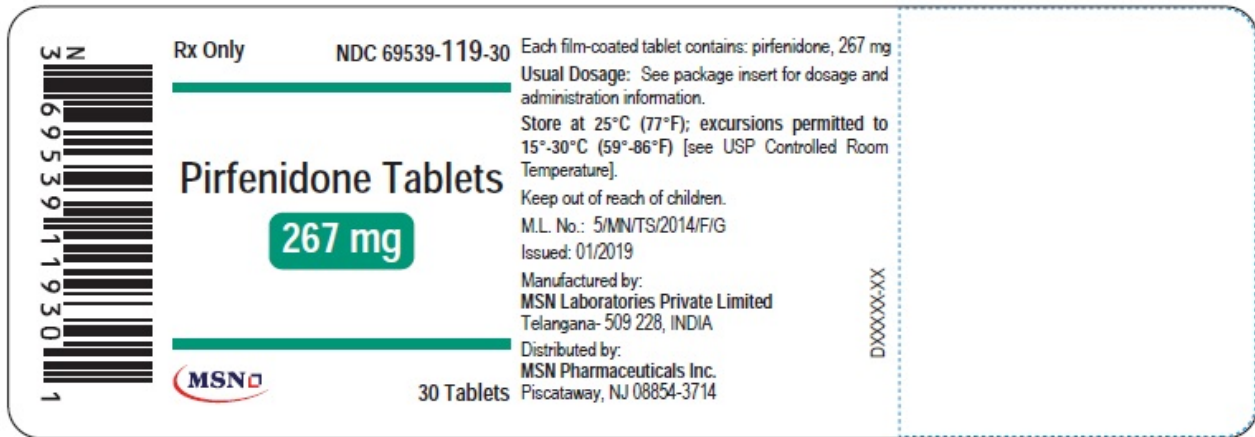 N
3 69539 11930 1
Rx Only
NDC 69539-119-30
Pirfenidone Tablets
267 mg
MSN
30 Tablets
Each film-coated tablet contains: pirfenidone, 267 mg
Usual Dosage: See package insert for dosage and
administration information.
Store at 25°C (77°F); excursions permitted to
15°-30°C (59°-86°F) [see USP Controlled Room
Temperature].
Keep out of reach of children.
M.L. No.: 5/MN/TS/2014/F/G
Issued: 01/2019
Manufactured by:
MSN Laboratories Private Limited
Telangana- 509 228, INDIA
Distributed by:
MSN Pharmaceuticals Inc.
Piscataway, NJ 08854-3714
DXXXXX-XX